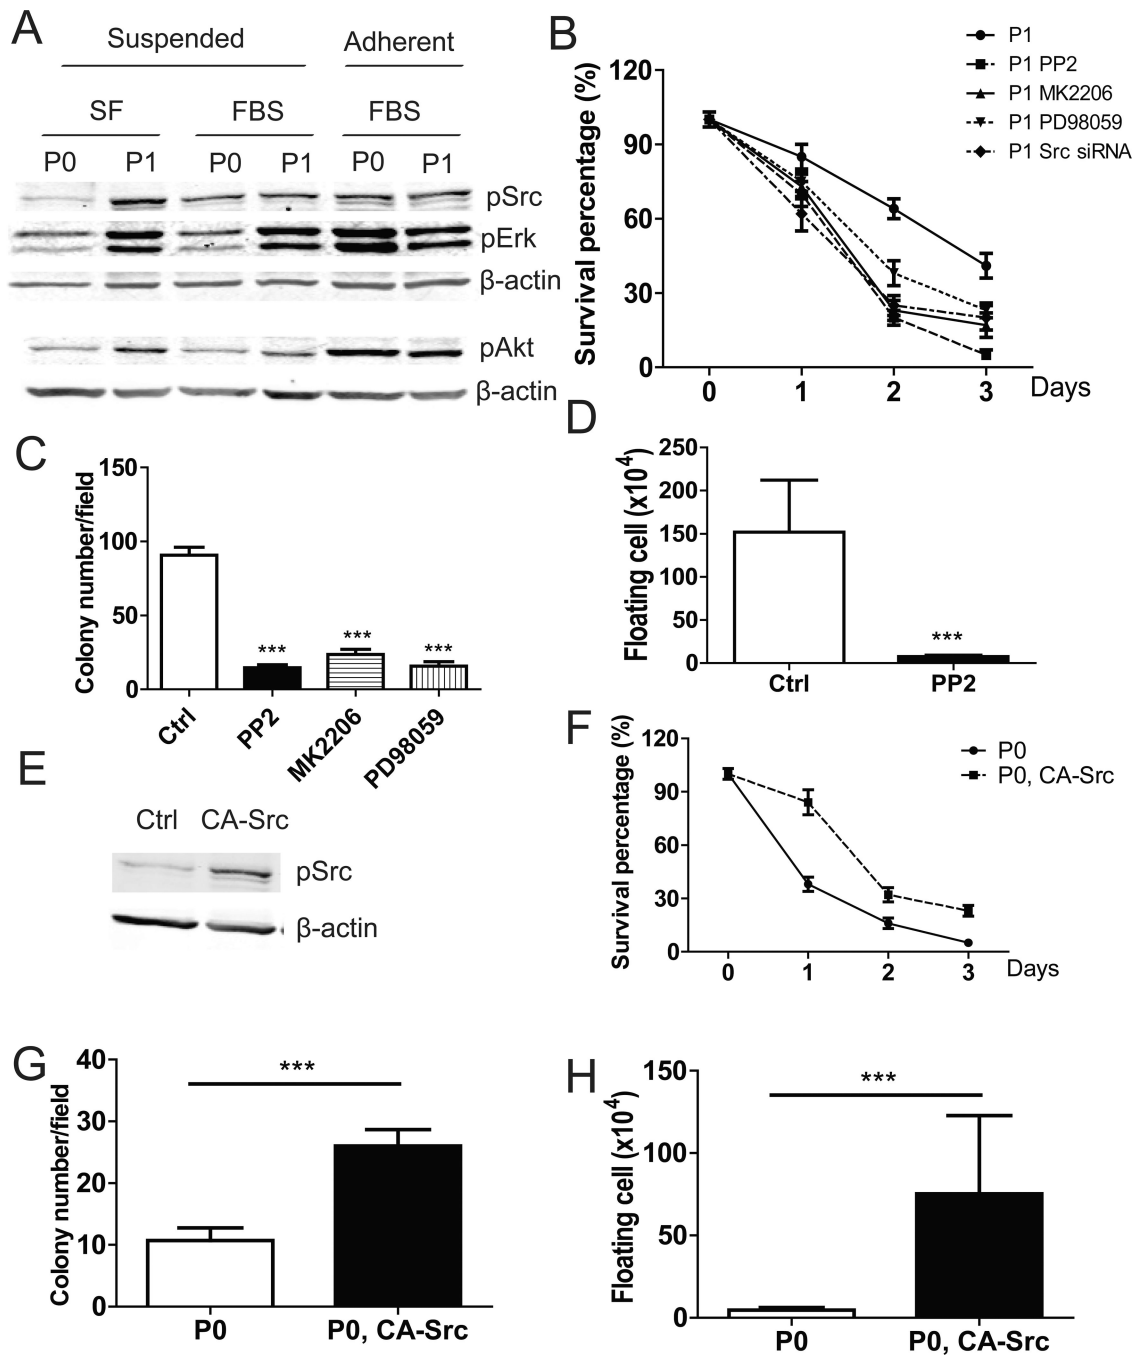 A
Suspended Adherent
SF FBS FBS
P0 P1 P0 P1 P0 P1
pSrc
pErk
β-actin
pAkt
β-actin
B
Survival percentage (%)
120
90
60
30
0
0 1 2 3 Days
P1
P1 PP2
P1 MK2206
P1 PD98059
P1 Src siRNA
C
Colony number/field
150
100
50
0
*** *** ***
Ctrl PP2 MK2206 PD98059
D
Floating cell (x10⁴)
250
200
150
100
50
0
***
Ctrl PP2
E
Ctrl CA-Src
pSrc
β-actin
F
Survival percentage (%)
120
90
60
30
0
0 1 2 3 Days
P0
P0, CA-Src
G
Colony number/field
40
30
20
10
0
***
P0 P0, CA-Src
H
Floating cell (x10⁴)
150
100
50
0
***
P0 P0, CA-Src